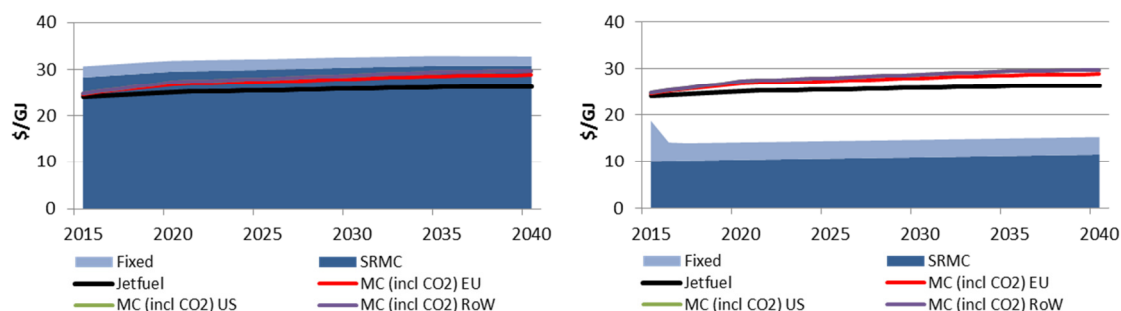 40
30
20
10
0
$/GJ
2015 2020 2025 2030 2035 2040
Fixed SRMC
Jetfuel MC (incl CO2) EU
MC (incl CO2) US MC (incl CO2) RoW
40
30
20
10
0
$/GJ
2015 2020 2025 2030 2035 2040
Fixed SRMC
Jetfuel MC (incl CO2) EU
MC (incl CO2) US MC (incl CO2) RoW